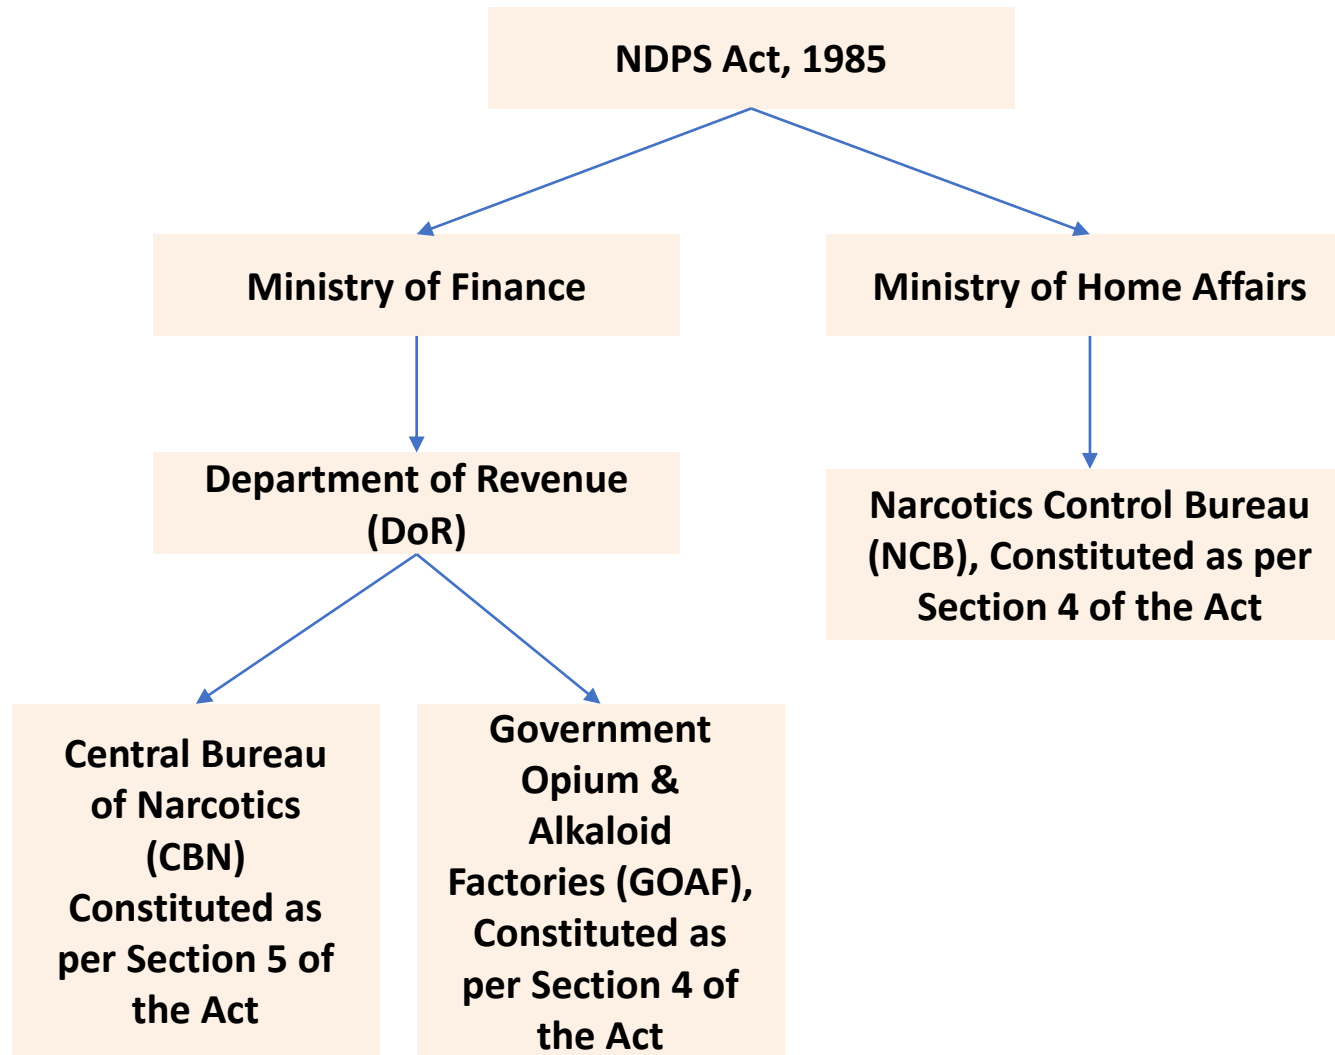 NDPS Act, 1985
Ministry of Finance
Ministry of Home Affairs
Department of Revenue
(DoR)
Narcotics Control Bureau
(NCB), Constituted as per
Section 4 of the Act
Central Bureau
of Narcotics
(CBN)
Constituted as
per Section 5 of
the Act
Government
Opium &
Alkaloid
Factories (GOAF),
Constituted as
per Section 4 of
the Act